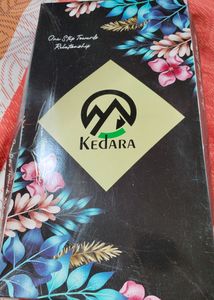 One Step Towards
Relationship
KEdARA